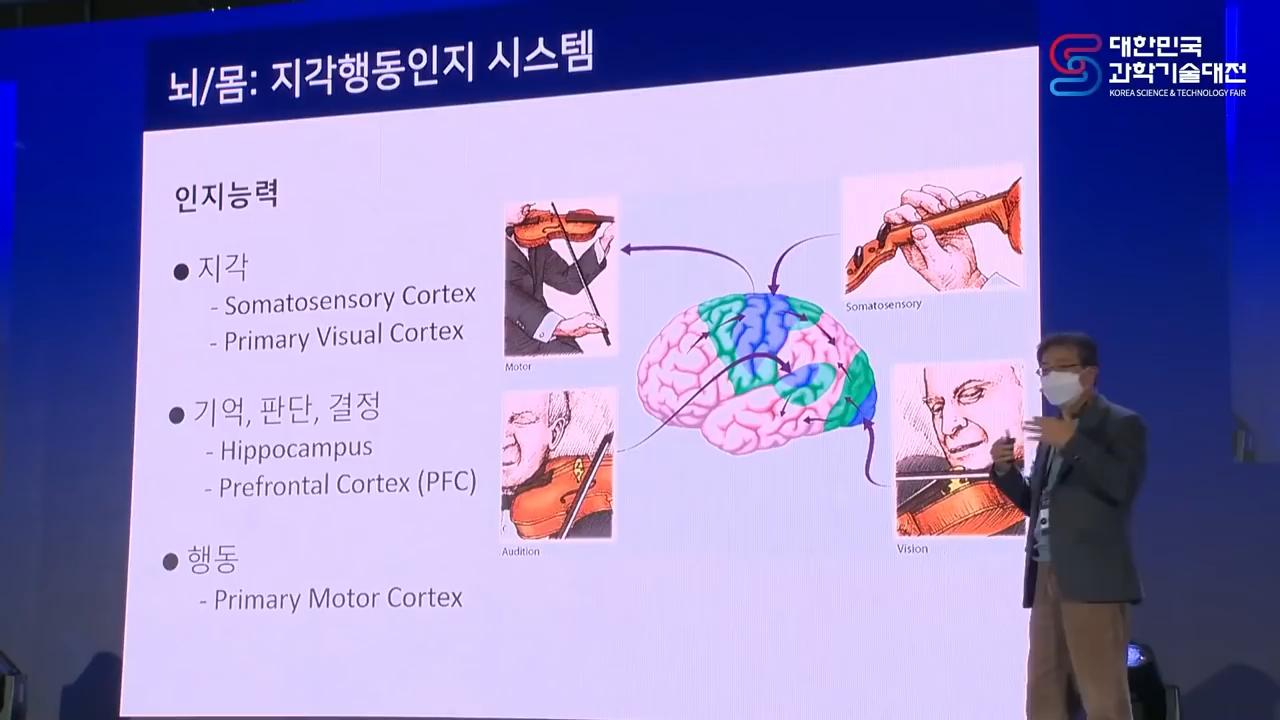 뇌/몸: 지각행동인지 시스템
대한민국
과학기술대전
KOREA SCIENCE & TECHNOLOGY FAIR
인지능력
● 지각
- Somatosensory Cortex
- Primary Visual Cortex
● 기억, 판단, 결정
- Hippocampus
- Prefrontal Cortex (PFC)
● 행동
- Primary Motor Cortex
Motor
Somatosensory
Audition
Vision